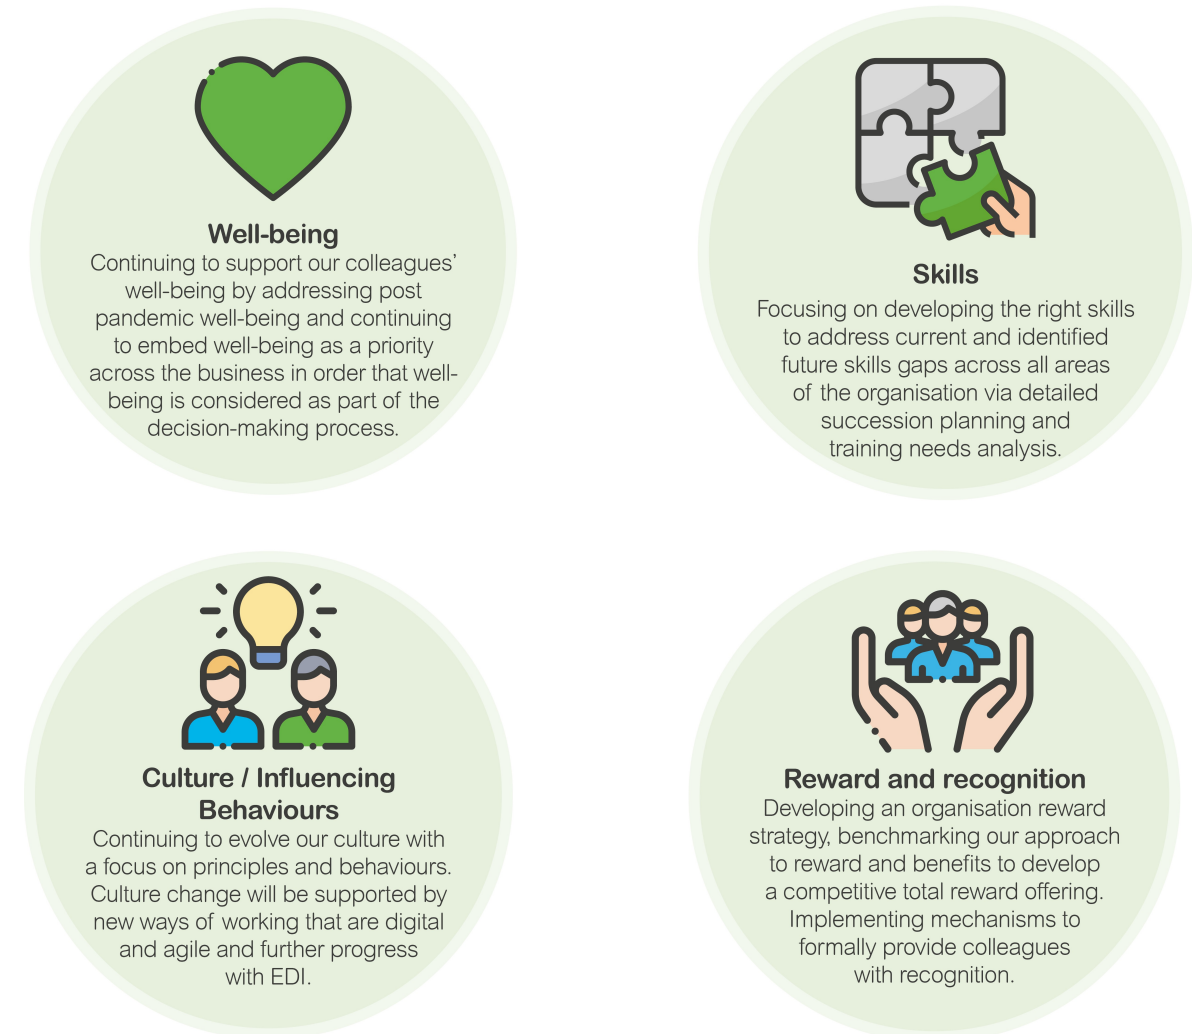 Well-being
Continuing to support our colleagues’
well-being by addressing post
pandemic well-being and continuing
to embed well-being as a priority
across the business in order that well-
being is considered as part of the
decision-making process.
Skills
Focusing on developing the right skills
to address current and identified
future skills gaps across all areas
of the organisation via detailed
succession planning and
training needs analysis.
Culture / Influencing
Behaviours
Continuing to evolve our culture with
a focus on principles and behaviours.
Culture change will be supported by
new ways of working that are digital
and agile and further progress
with EDI.
Reward and recognition
Developing an organisation reward
strategy, benchmarking our approach
to reward and benefits to develop
a competitive total reward offering.
Implementing mechanisms to
formally provide colleagues
with recognition.